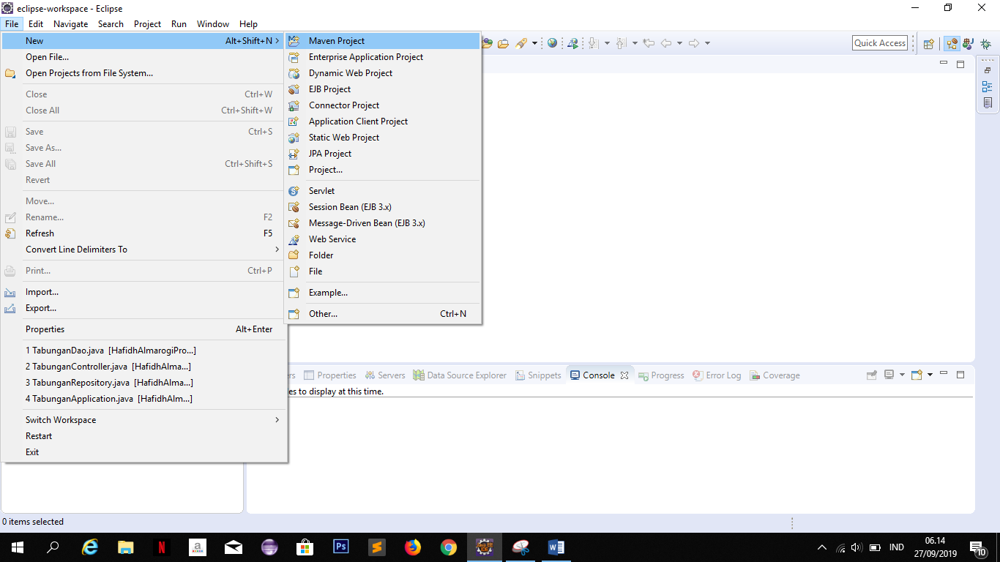 eclipse-workspace - Eclipse
File Edit Navigate Search Project Run Window Help
Quick Access
New Alt+Shift+N
Open File...
Open Projects from File System...
Close Ctrl+W
Close All Ctrl+Shift+W
Save Ctrl+S
Save As...
Save All Ctrl+Shift+S
Revert
Move...
Rename... F2
Refresh F5
Convert Line Delimiters To
Print... Ctrl+P
Import...
Export...
Properties Alt+Enter
1 TabunganDao.java [HafidhAlmarogiPro...]
2 TabunganController.java [HafidhAlma...]
3 TabunganRepository.java [HafidhAlma...]
4 TabunganApplication.java [HafidhAlm...]
Switch Workspace
Restart
Exit
Maven Project
Enterprise Application Project
Dynamic Web Project
EJB Project
Connector Project
Application Client Project
Static Web Project
JPA Project
Project...
Servlet
Session Bean (EJB 3.x)
Message-Driven Bean (EJB 3.x)
Web Service
Folder
File
Example...
Other... Ctrl+N
Properties Servers Data Source Explorer Snippets Console Progress Error Log Coverage
to display at this time.
0 items selected
IND
06.14
27/09/2019
10